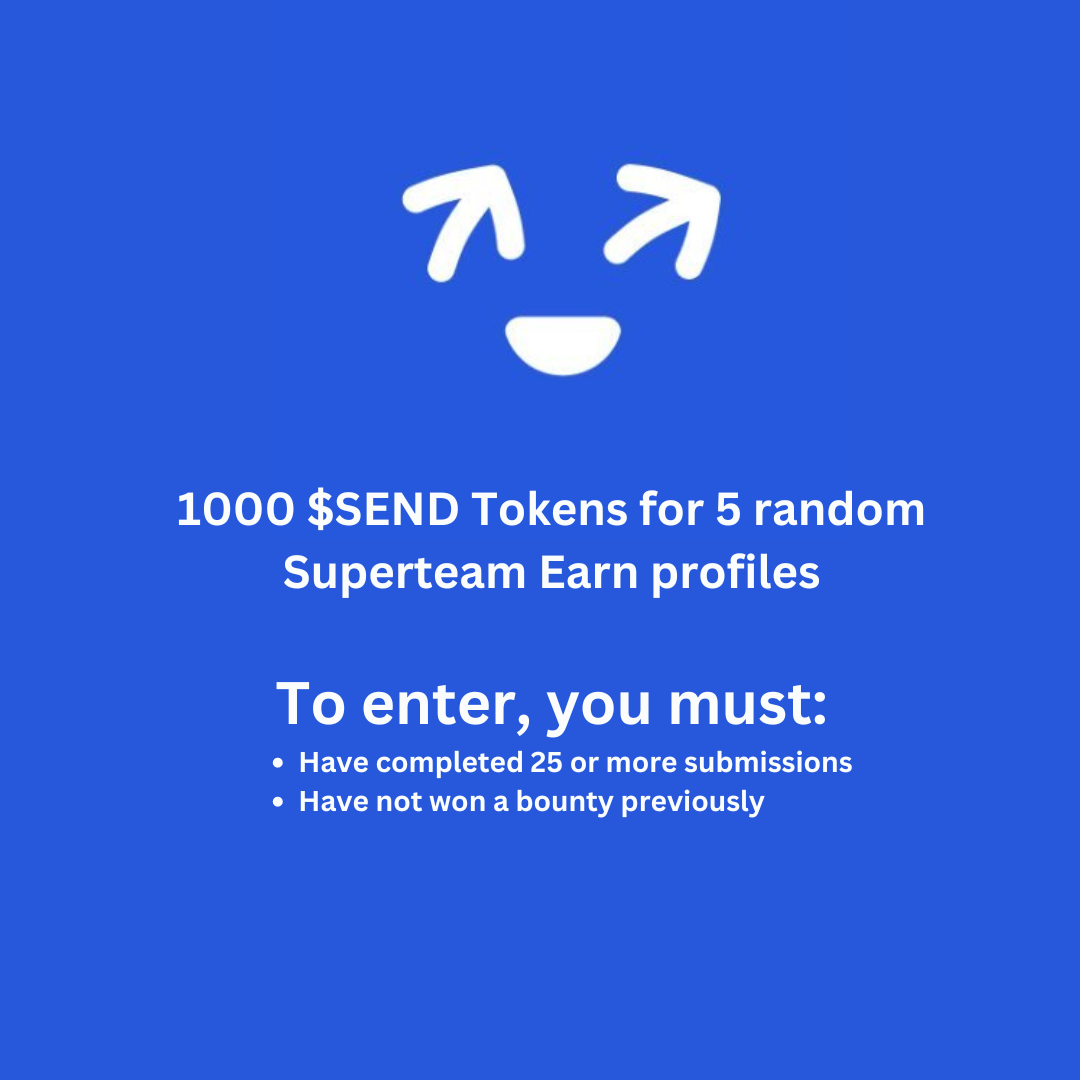 1000 $SEND Tokens for 5 random
Superteam Earn profiles
To enter, you must:
• Have completed 25 or more submissions
• Have not won a bounty previously